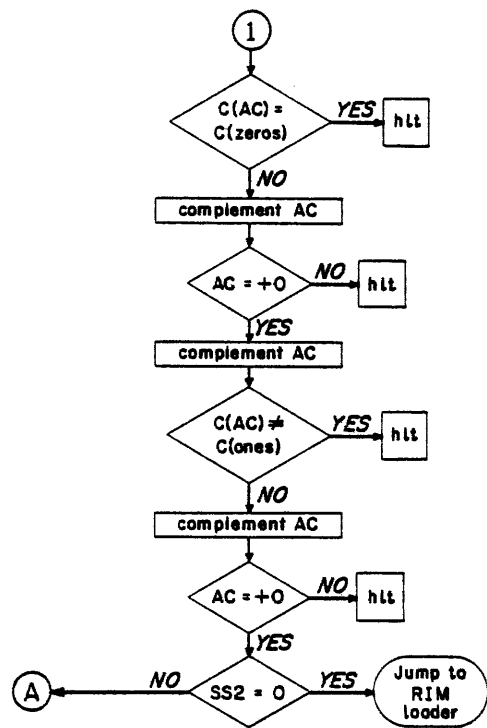 1
C(AC) =
C(zeros)
YES
hlt
NO
complement AC
AC = +0
NO
hlt
YES
complement AC
C(AC) ≠
C(ones)
YES
hlt
NO
complement AC
AC = +0
NO
hlt
YES
A
NO
SS2 = 0
YES
Jump to
RIM
loader